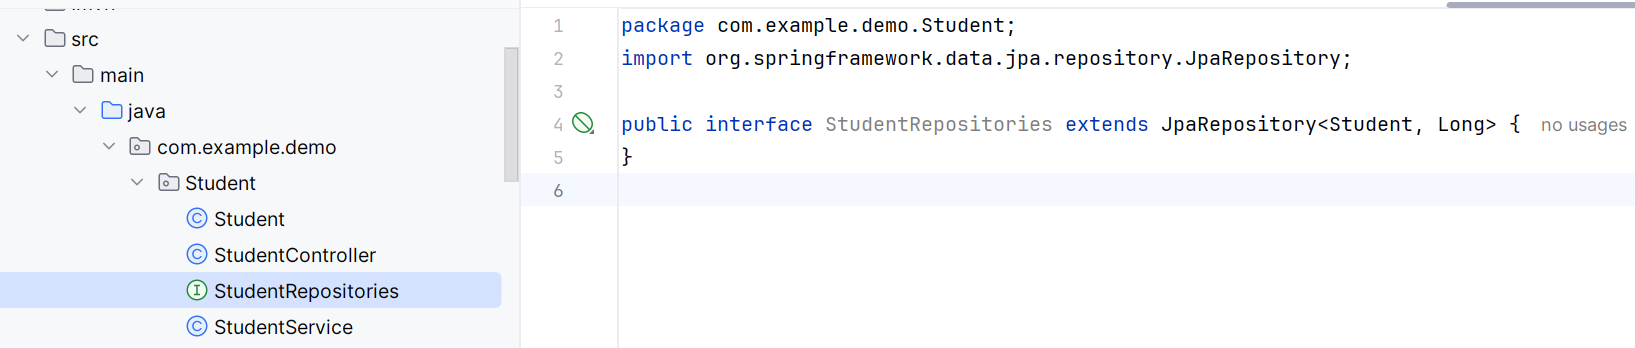 src
main
java
com.example.demo
Student
Student
StudentController
StudentRepositories
StudentService
1 package com.example.demo.Student;
2 import org.springframework.data.jpa.repository.JpaRepository;
3
4 public interface StudentRepositories extends JpaRepository<Student, Long> { no usages
5 }
6